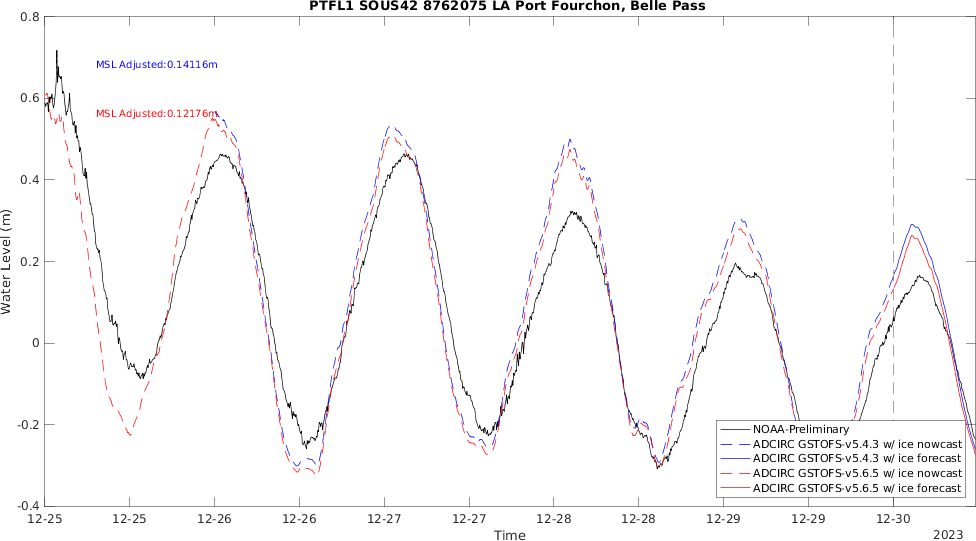 PTFL1 SOUS42 8762075 LA Port Fourchon, Belle Pass
0.8
0.6
0.4
0.2
0
-0.2
-0.4
Water Level (m)
MSL Adjusted:0.14116m
MSL Adjusted:0.12176m
NOAA-Preliminary
ADCIRC GSTOFS-v5.4.3 w/ ice nowcast
ADCIRC GSTOFS-v5.4.3 w/ ice forecast
ADCIRC GSTOFS-v5.6.5 w/ ice nowcast
ADCIRC GSTOFS-v5.6.5 w/ ice forecast
12-25 12-25 12-26 12-26 12-27 12-27 12-28 12-28 12-29 12-29 12-30
Time
2023